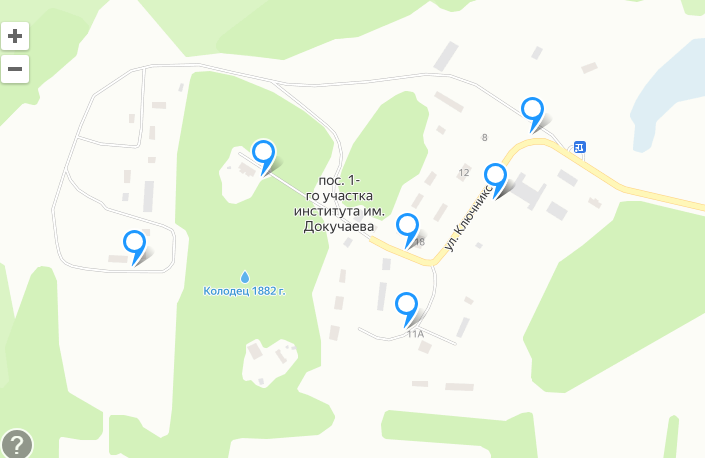 8
12
пос. 1-
го участка
института им.
Докучаева
ул. Ключникс
18
Колодец 1882 г.
11А
?